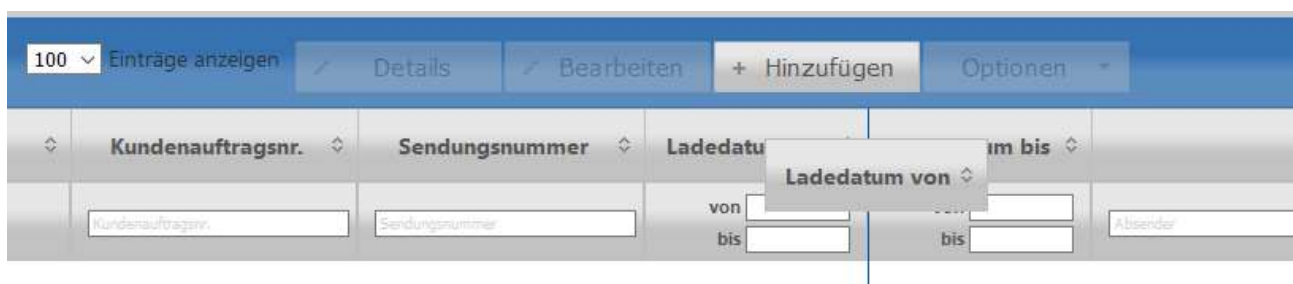 100 Einträge anzeigen Details Bearbeiten + Hinzufügen Optionen
Kundenauftragsnr. Sendungsnummer Ladedatu um bis
Ladedatum von
Kundenauftragsnr. Sendungsnummer von Absender
bis bis